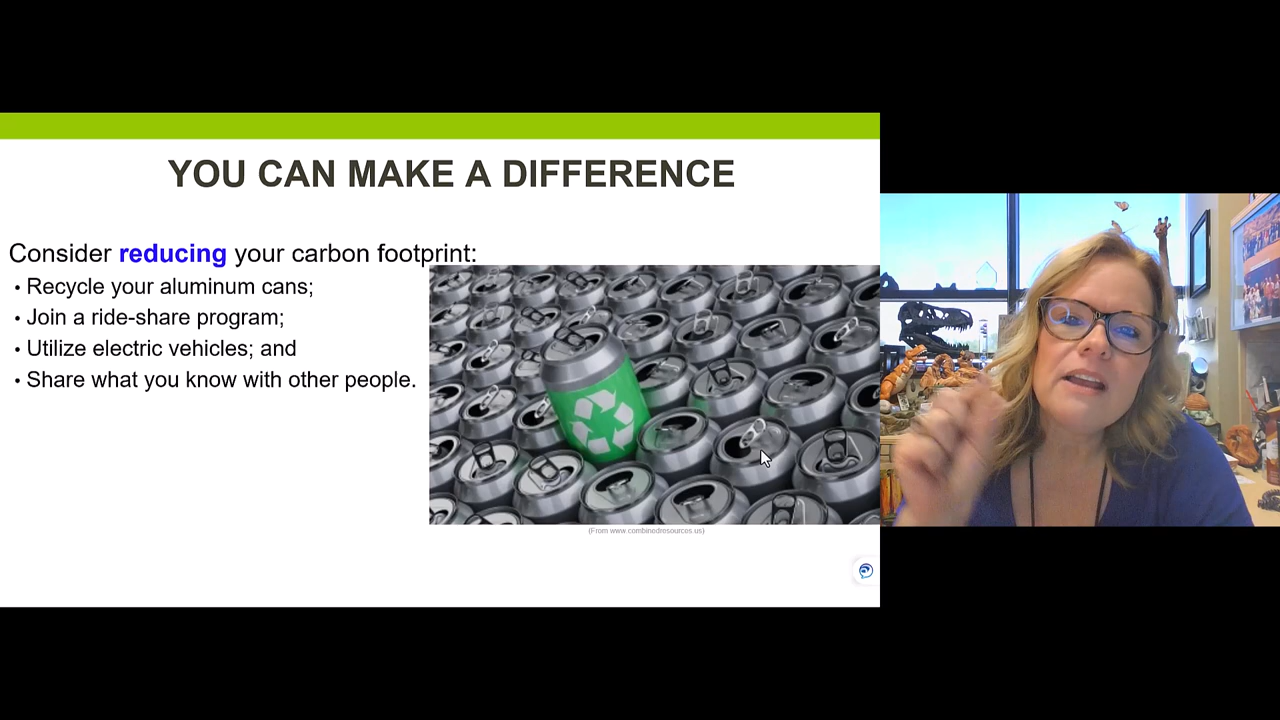 YOU CAN MAKE A DIFFERENCE
Consider reducing your carbon footprint:
• Recycle your aluminum cans;
• Join a ride-share program;
• Utilize electric vehicles; and
• Share what you know with other people.
(From www.combinedresources.us)